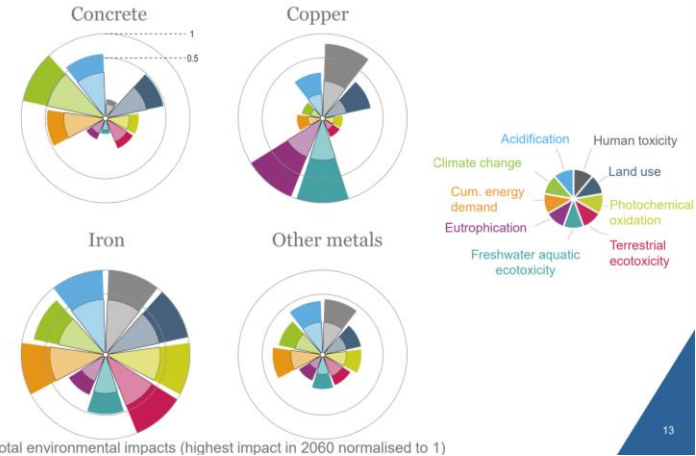 Concrete
Copper
1
0.5
Acidification
Human toxicity
Climate change
Land use
Cum. energy
demand
Photochemical
oxidation
Eutrophication
Terrestrial
ecotoxicity
Freshwater aquatic
ecotoxicity
Iron
Other metals
otal environmental impacts (highest impact in 2060 normalised to 1)
13